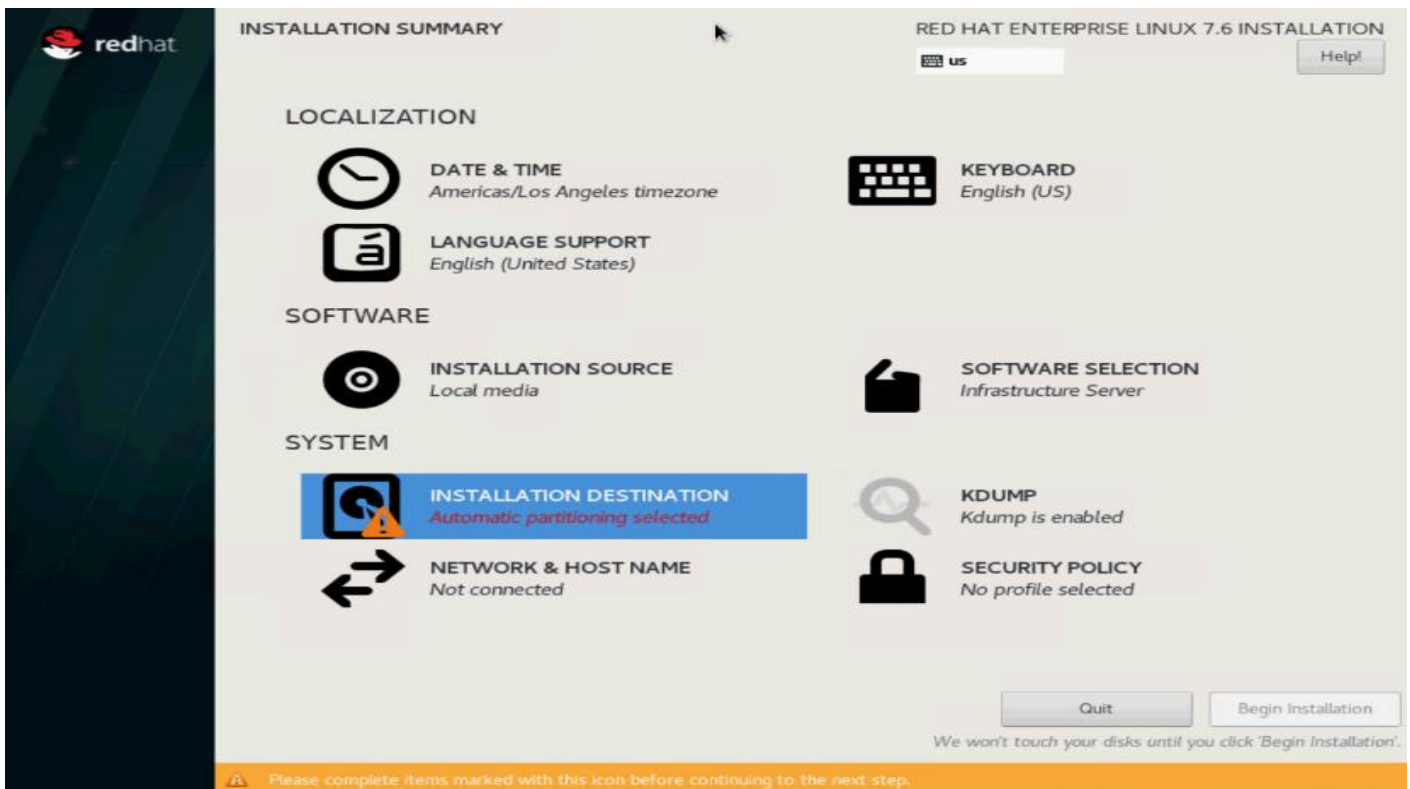 redhat
INSTALLATION SUMMARY
RED HAT ENTERPRISE LINUX 7.6 INSTALLATION
us
Help!
LOCALIZATION
DATE & TIME
Americas/Los Angeles timezone
KEYBOARD
English (US)
á
LANGUAGE SUPPORT
English (United States)
SOFTWARE
INSTALLATION SOURCE
Local media
SOFTWARE SELECTION
Infrastructure Server
SYSTEM
INSTALLATION DESTINATION
Automatic partitioning selected
KDUMP
Kdump is enabled
NETWORK & HOST NAME
Not connected
SECURITY POLICY
No profile selected
Quit
Begin Installation
We won't touch your disks until you click 'Begin Installation'.
Please complete items marked with this icon before continuing to the next step.